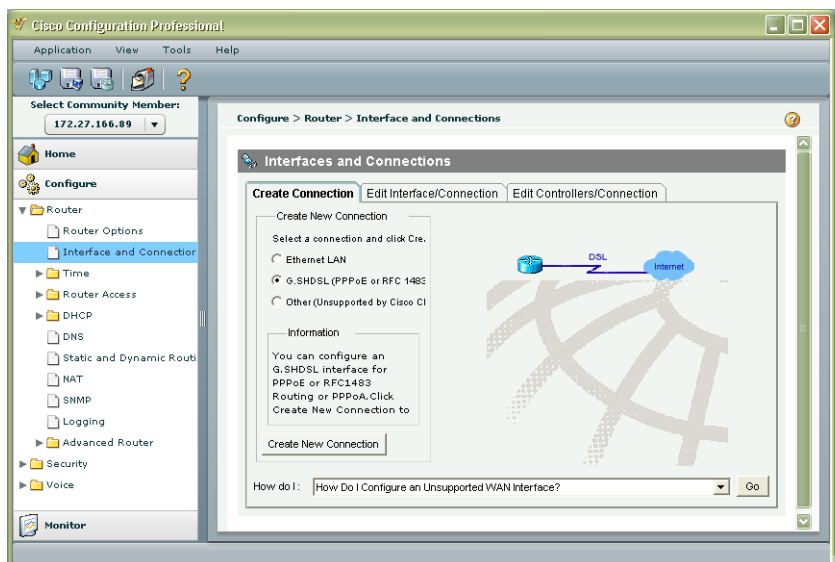 Cisco Configuration Professional
Application View Tools Help
Select Community Member:
172.27.166.89
Home
Configure
Router
Router Options
Interface and Connection
Time
Router Access
DHCP
DNS
Static and Dynamic Routi
NAT
SNMP
Logging
Advanced Router
Security
Voice
Monitor
Configure > Router > Interface and Connections
Interfaces and Connections
Create Connection Edit Interface/Connection Edit Controllers/Connection
Create New Connection
Select a connection and click Cre.
Ethernet LAN
G.SHDSL (PPPoE or RFC 1483
Other (Unsupported by Cisco Cl
Information
You can configure an
G.SHDSL interface for
PPPoE or RFC1483
Routing or PPPoA.Click
Create New Connection to
Create New Connection
DSL
Internet
How do I: How Do I Configure an Unsupported WAN Interface? Go